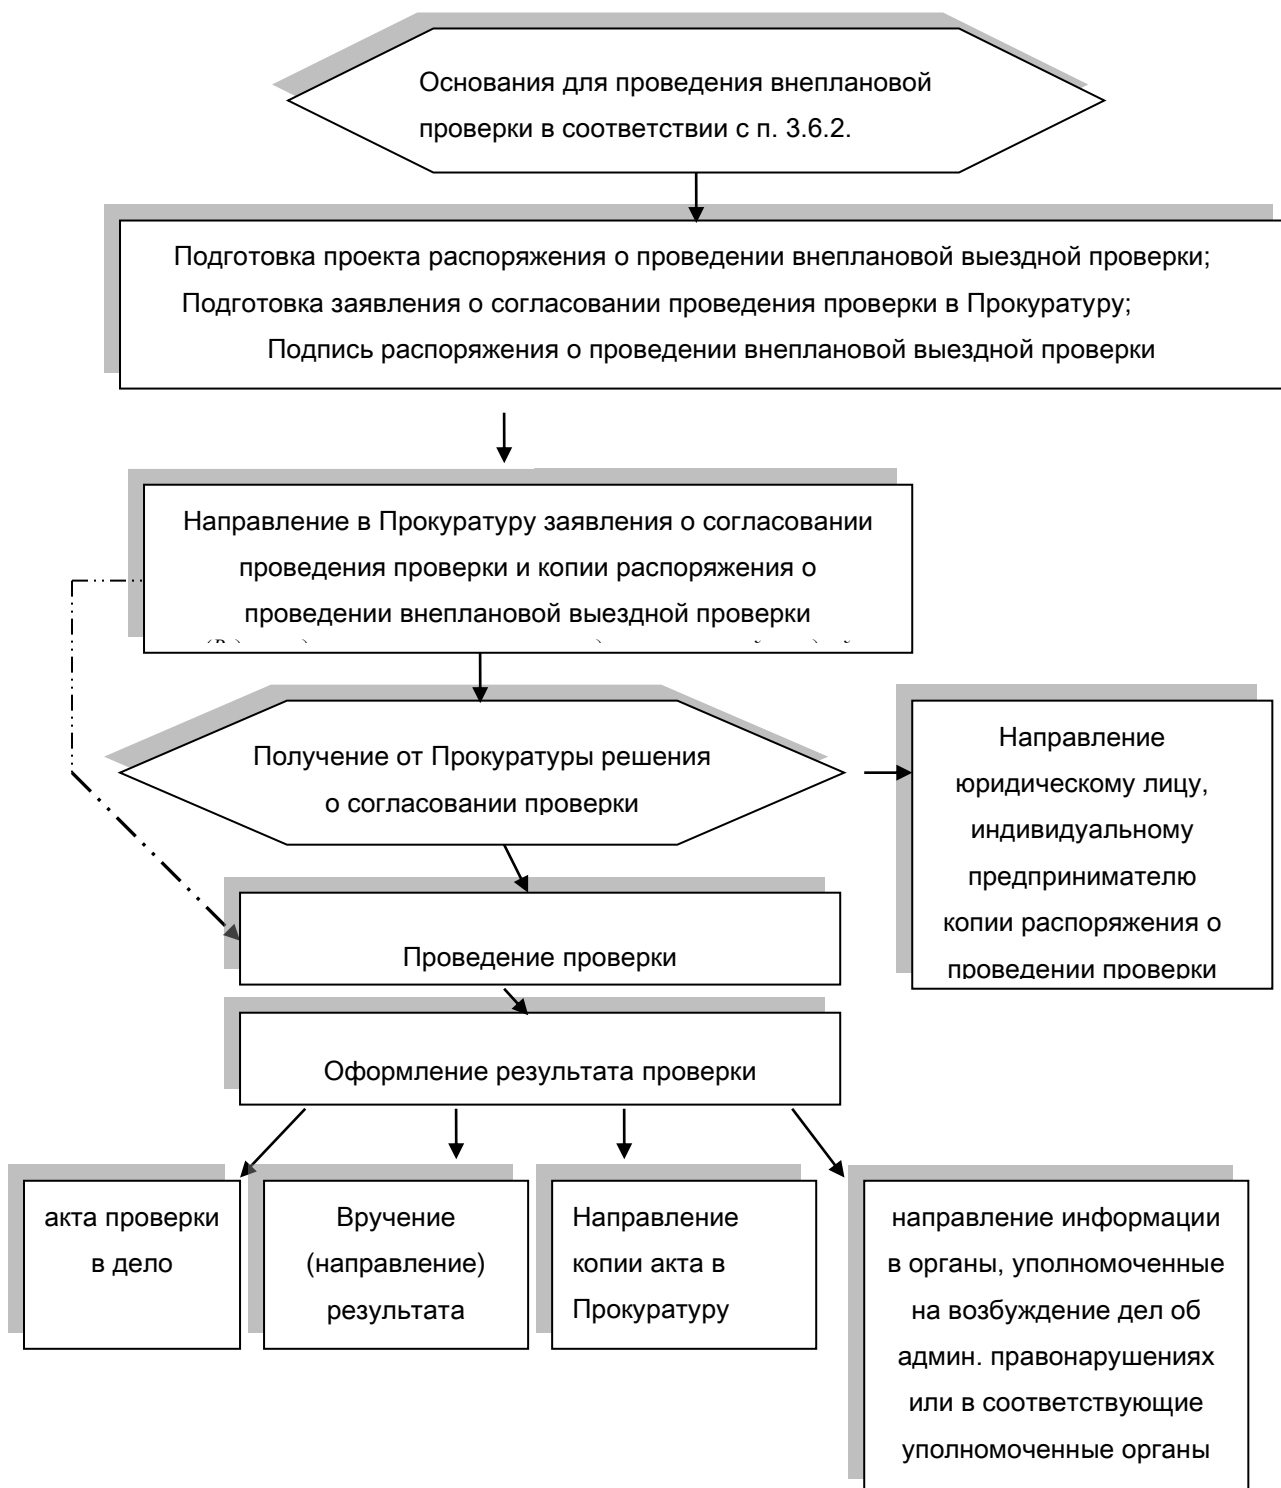 Основания для проведения внеплановой
проверки в соответствии с п. 3.6.2.
Подготовка проекта распоряжения о проведении внеплановой выездной проверки;
Подготовка заявления о согласовании проведения проверки в Прокуратуру;
Подпись распоряжения о проведении внеплановой выездной проверки
Направление в Прокуратуру заявления о согласовании
проведения проверки и копии распоряжения о
проведении внеплановой выездной проверки
Получение от Прокуратуры решения
о согласовании проверки
Направление
юридическому лицу,
индивидуальному
предпринимателю
копии распоряжения о
проведении проверки
Проведение проверки
Оформление результата проверки
акта проверки
в дело
Вручение
(направление)
результата
Направление
копии акта в
Прокуратуру
направление информации
в органы, уполномоченные
на возбуждение дел об
админ. правонарушениях
или в соответствующие
уполномоченные органы